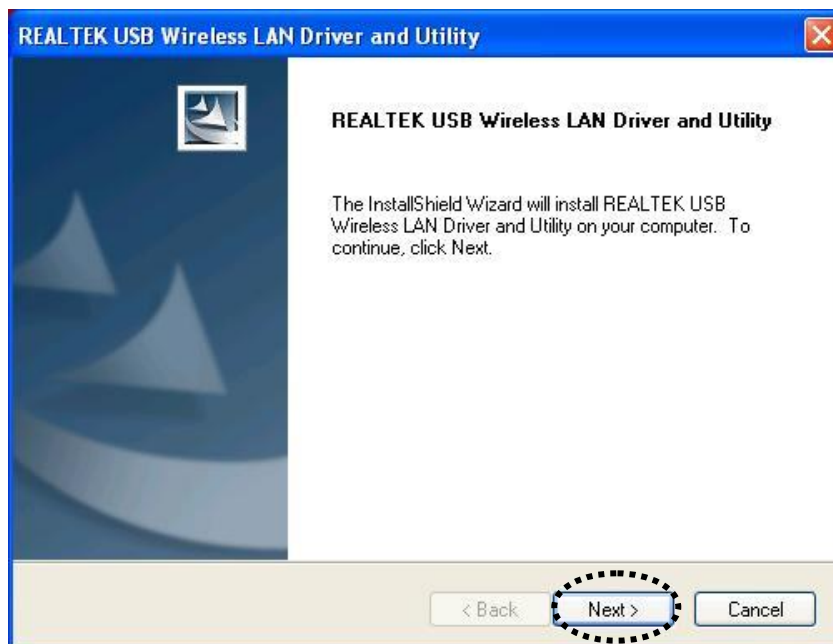 REALTEK USB Wireless LAN Driver and Utility
REALTEK USB Wireless LAN Driver and Utility
The InstallShield Wizard will install REALTEK USB
Wireless LAN Driver and Utility on your computer. To
continue, click Next.
< Back Next > Cancel